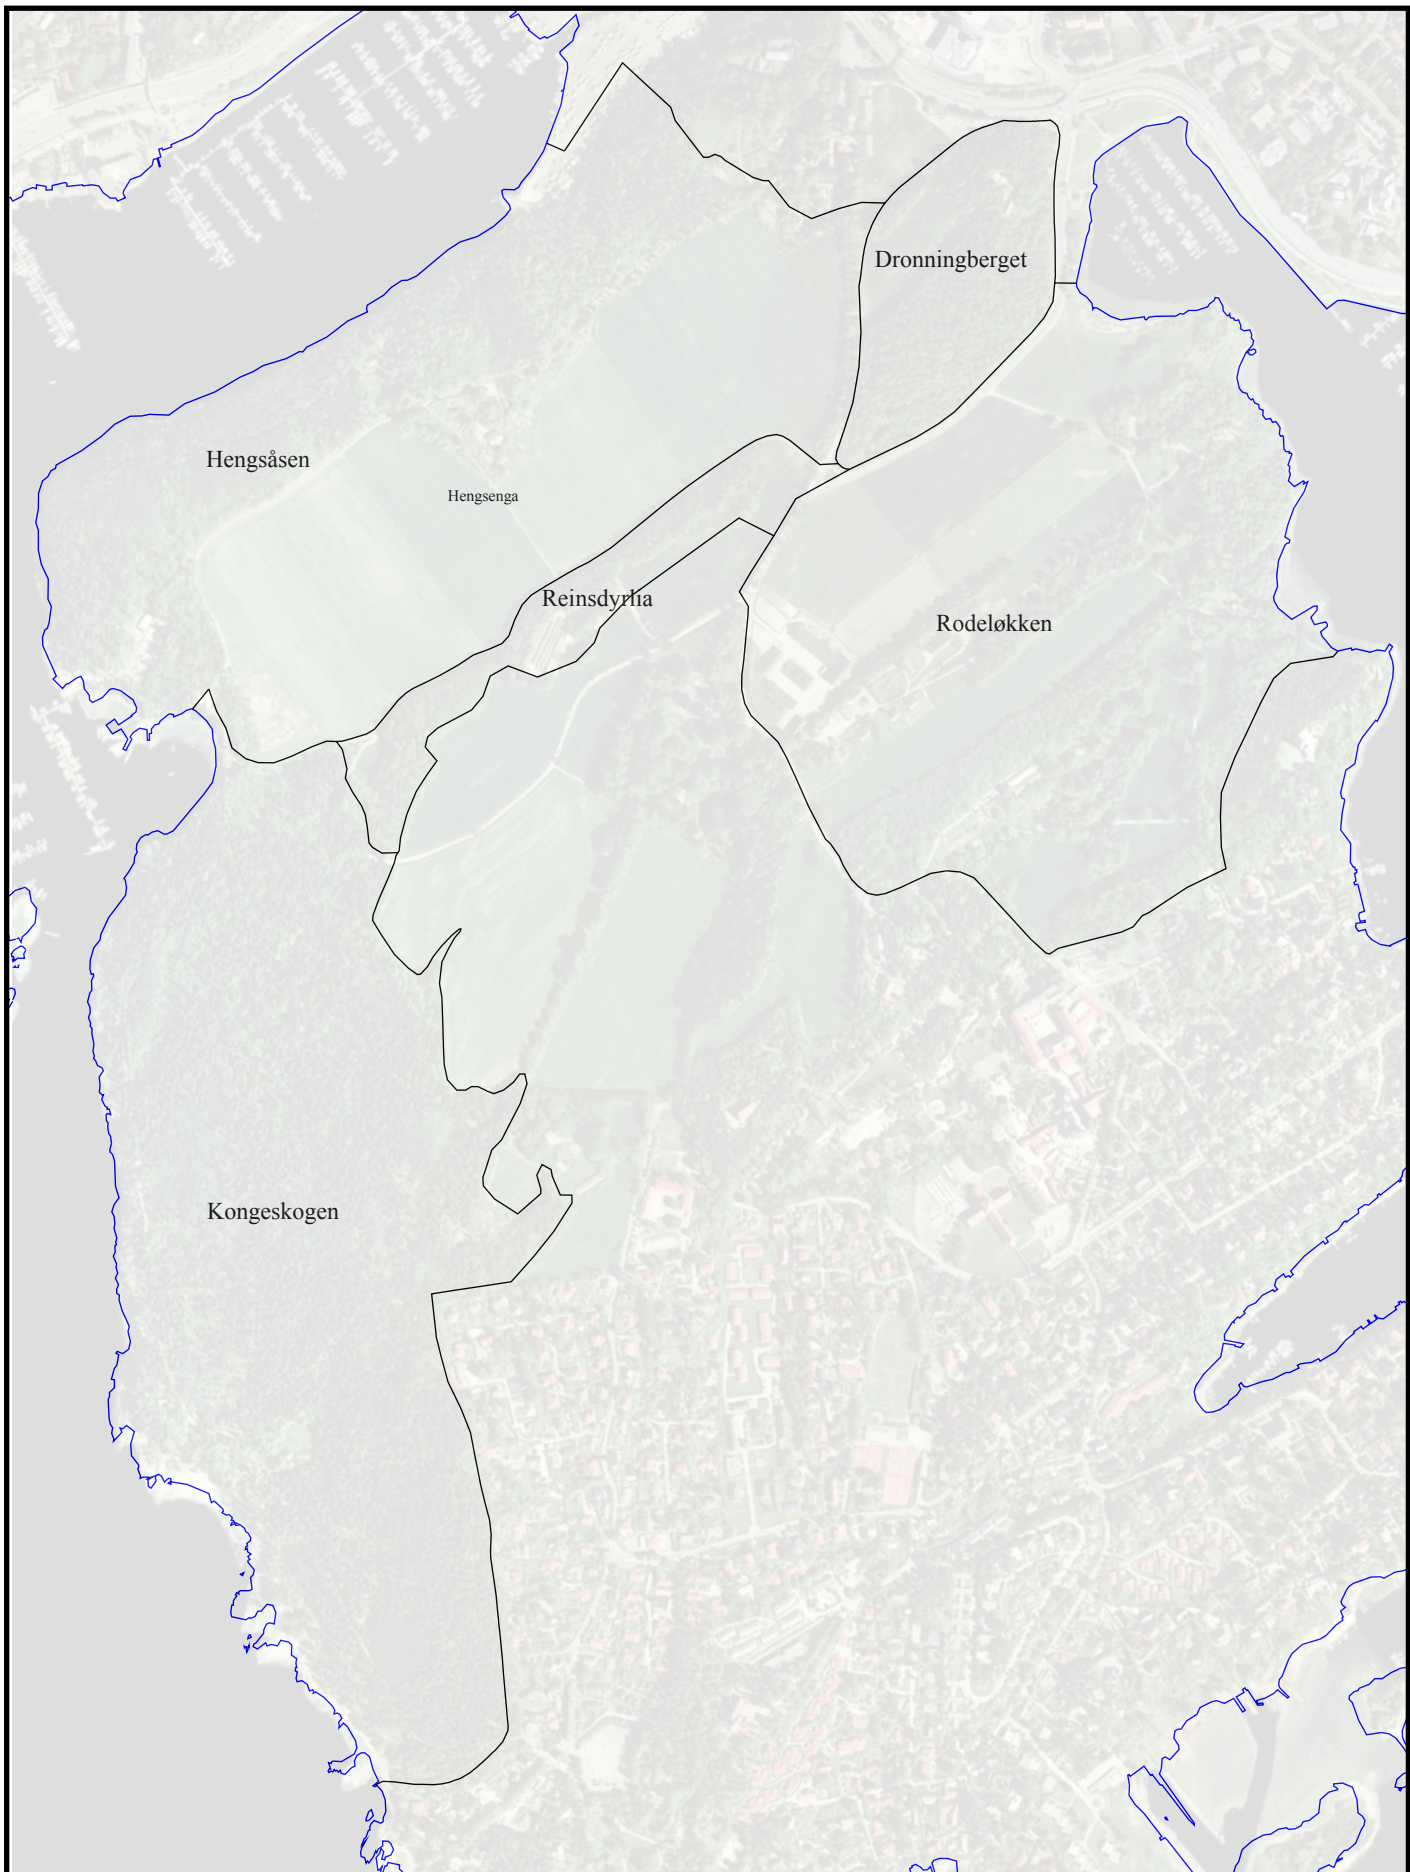 Dronningberget
Hengsåsen
Hengsenga
Reinsdyrlia
Rodeløkken
Kongeskogen